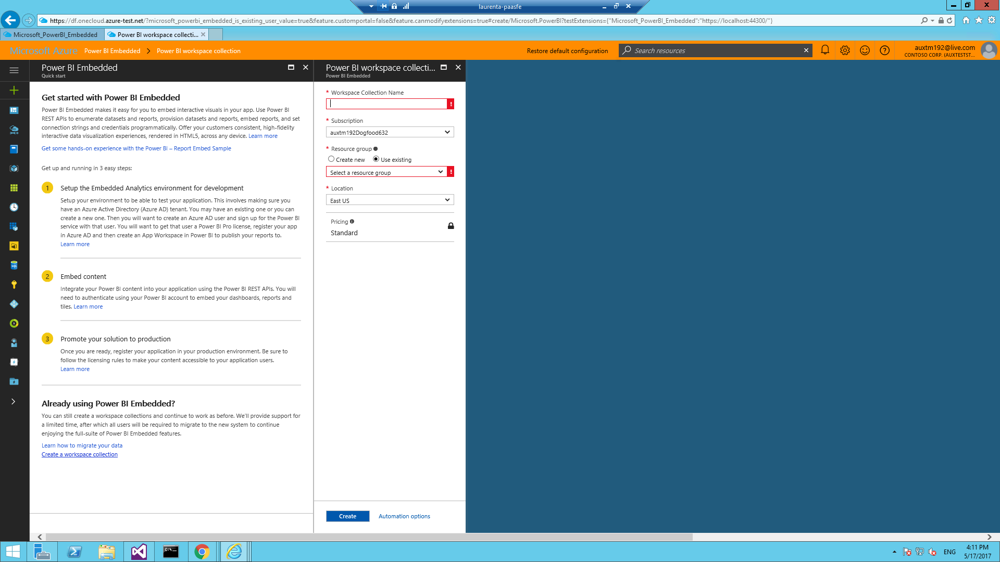 laurenta-paasfe
https://df.onecloud.azure-test.net/?microsoft_powerbi_embedded_is_existing_user_value=true&feature.customportal=false&feature.canmodifyextensions=true#create/Microsoft.PowerBI?testExtensions={"Microsoft_PowerBI_Embedded":"https://localhost:44300/"}
Microsoft_PowerBI_Embedded
Power BI workspace collecti...
Microsoft Azure Power BI Embedded > Power BI workspace collection
Restore default configuration
Search resources
auxtm192@live.com
CONTOSO CORP. (AUXTESTST...
Power BI Embedded
Quick start
Get started with Power BI Embedded
Power BI Embedded makes it easy for you to embed interactive visuals in your app. Use Power BI
REST APIs to enumerate datasets and reports, provision datasets and reports, embed reports, and set
connection strings and credentials programmatically. Offer your customers consistent, high-fidelity
interactive data visualization experiences, rendered in HTML5, across any device. Learn more
Get some hands-on experience with the Power BI – Report Embed Sample
Get up and running in 3 easy steps:
1 Setup the Embedded Analytics environment for development
Setup your environment to be able to test your application. This involves making sure you
have an Azure Active Directory (Azure AD) tenant. You may have an existing one or you can
create a new one. Then you will want to create an Azure AD user and sign up for the Power BI
service with that user. You will want to get that user a Power BI Pro license, register your app
in Azure AD and then create an App Workspace in Power BI to publish your reports to.
Learn more
2 Embed content
Integrate your Power BI content into your application using the Power BI REST APIs. You will
need to authenticate using your Power BI account to embed your dashboards, reports and
tiles. Learn more
3 Promote your solution to production
Once you are ready, register your application in your production environment. Be sure to
follow the licensing rules to make your content accessible to your application users.
Learn more
Already using Power BI Embedded?
You can still create a workspace collections and continue to work as before. We'll provide support for
a limited time, after which all users will be required to migrate to the new system to continue
enjoying the full-suite of Power BI Embedded features.
Learn how to migrate your data
Create a workspace collection
Power BI workspace collecti...
Power BI Embedded
* Workspace Collection Name
!
* Subscription
auxtm192Dogfood632
* Resource group
Create new Use existing
Select a resource group !
* Location
East US
Pricing
Standard
Create Automation options
SQL
C:\
ENG
4:11 PM
5/17/2017